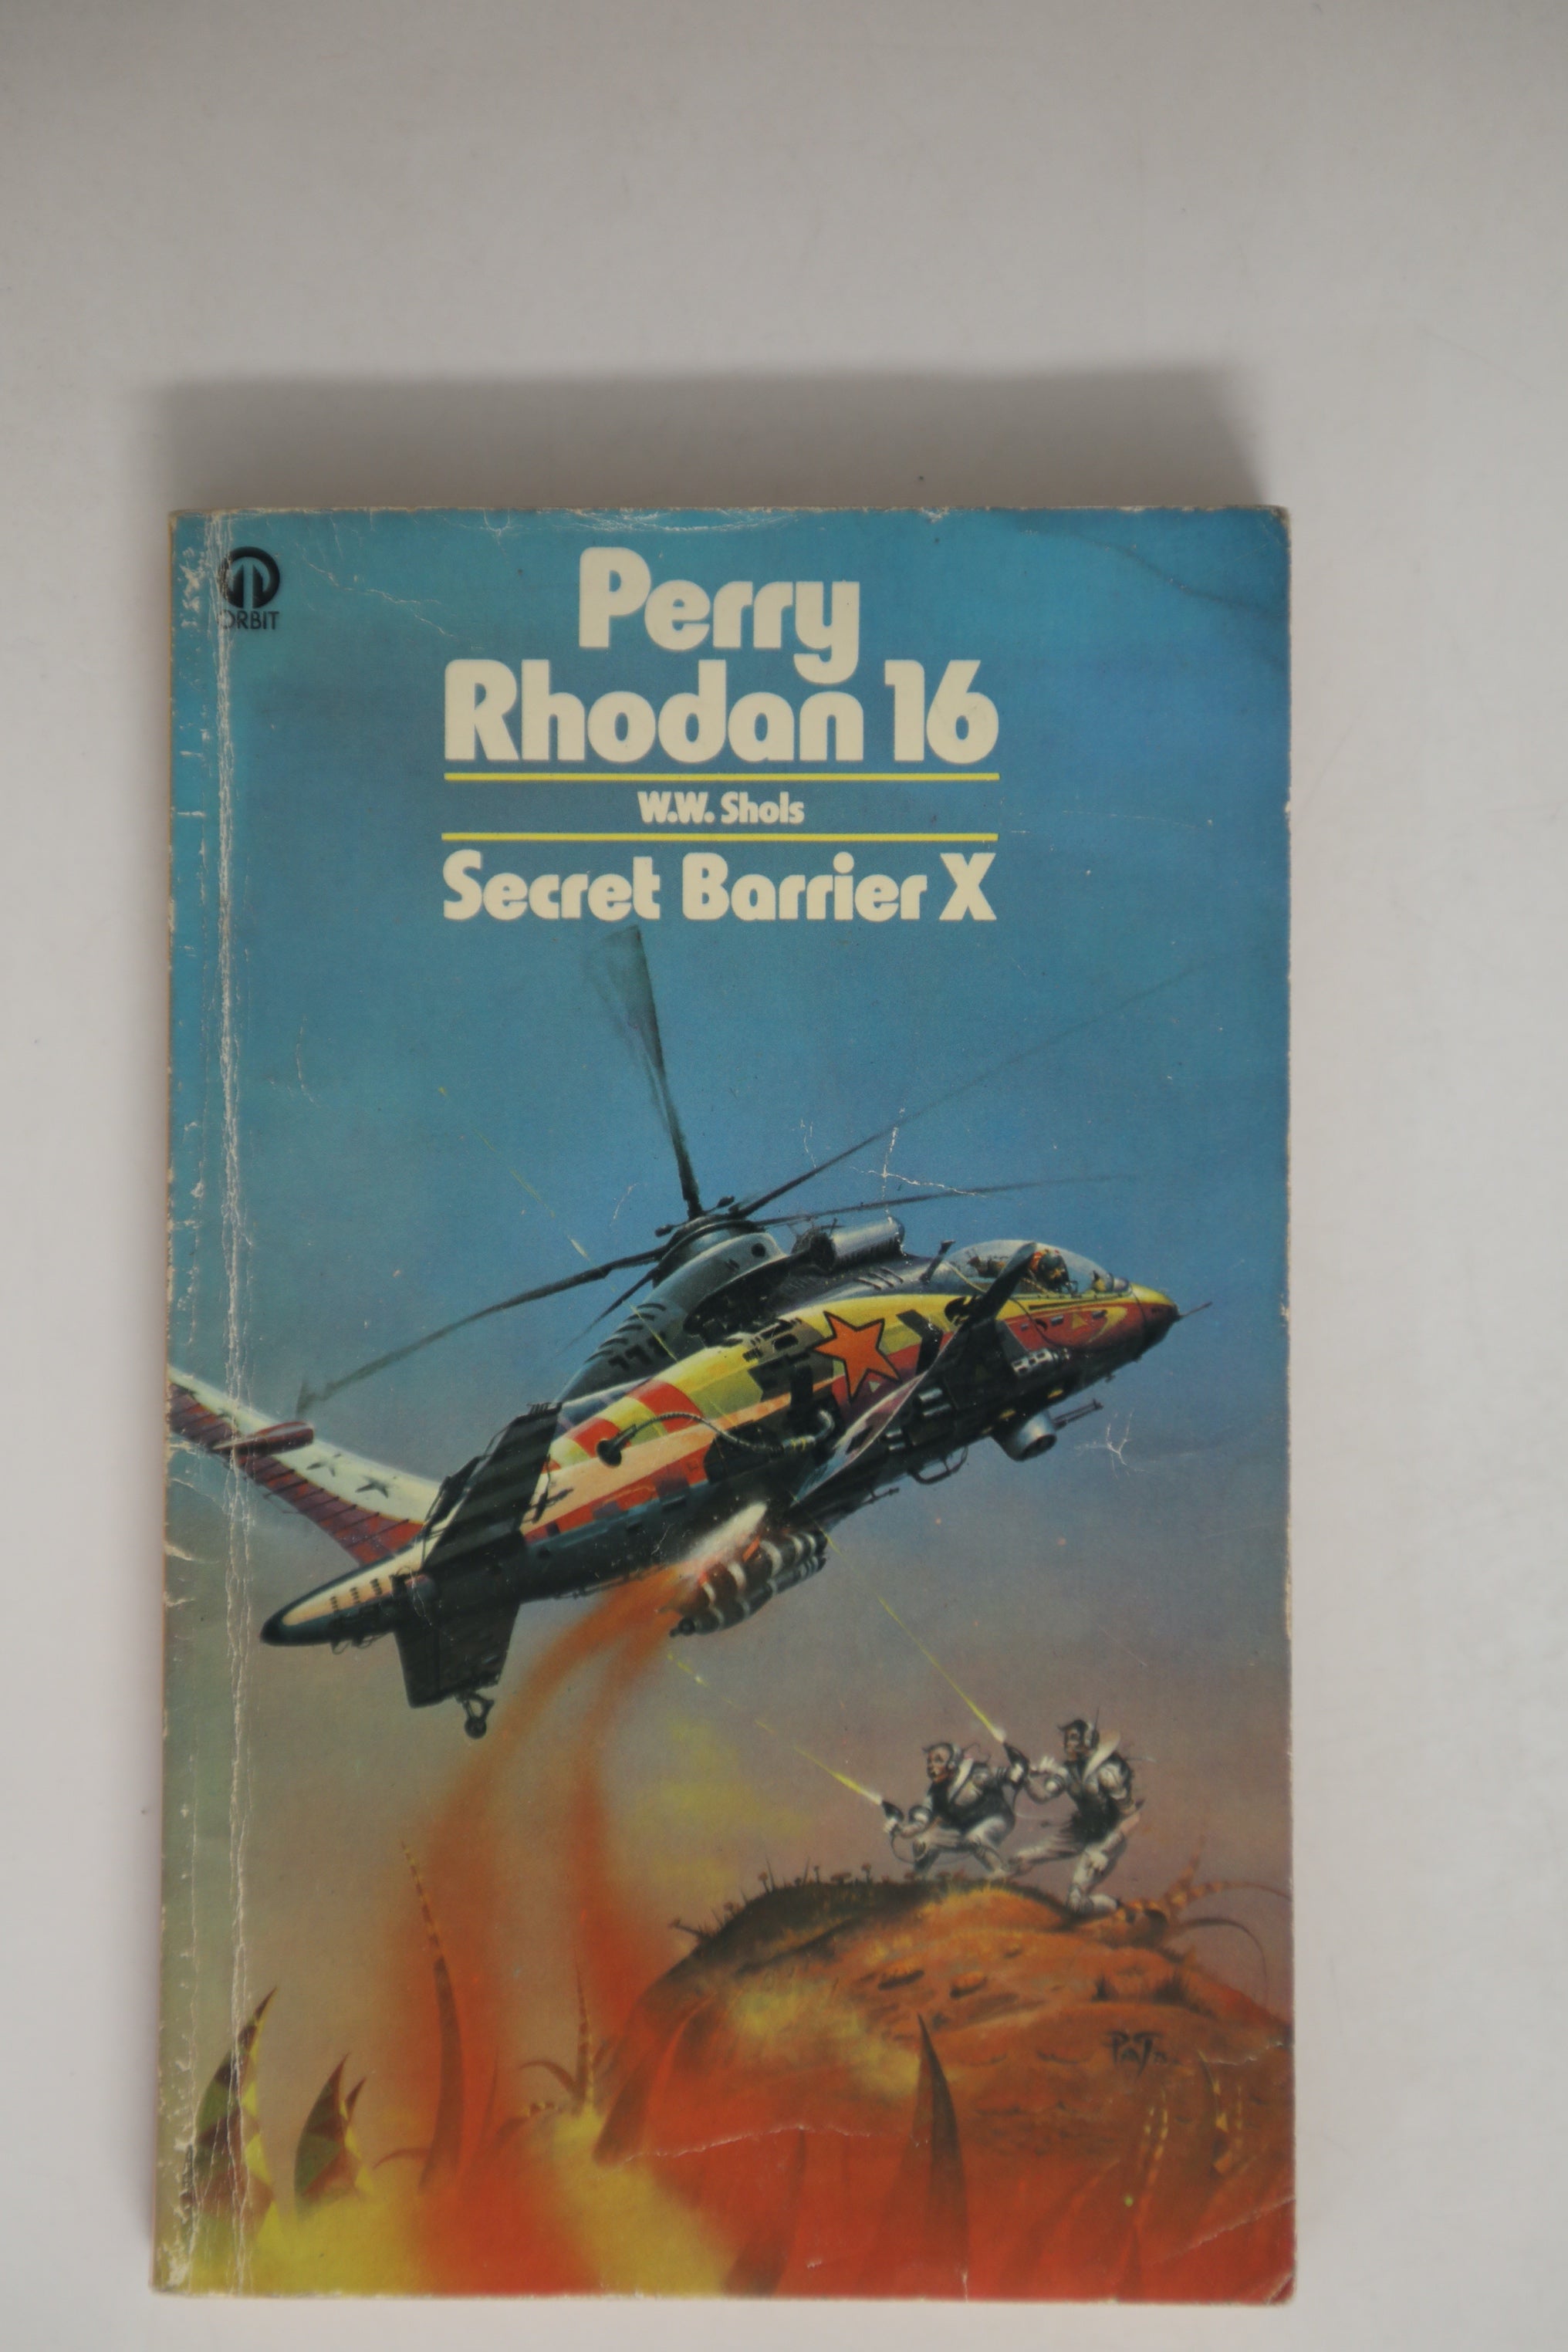 ORBIT
Perry
Rhodan 16
W.W. Shols
Secret Barrier X